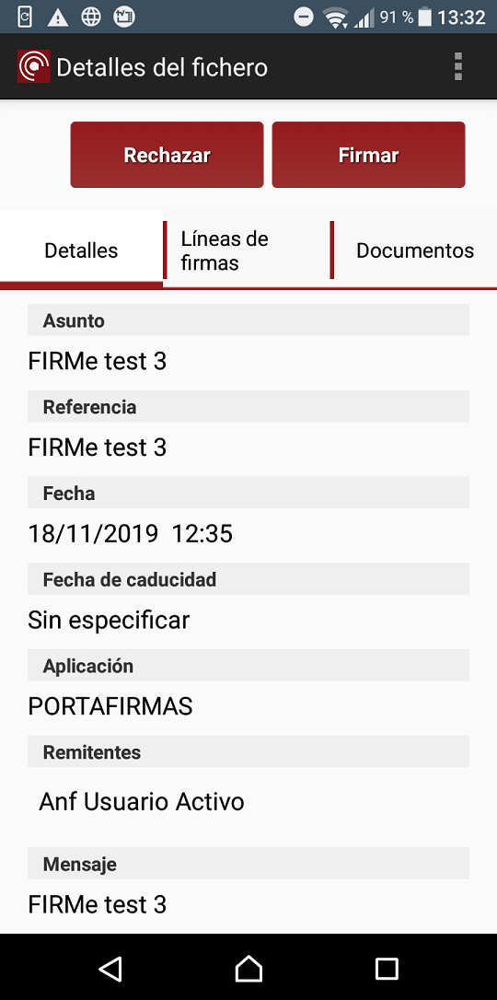 91 % 13:32
Detalles del fichero
Rechazar Firmar
Detalles
Líneas de
firmas
Documentos
Asunto
FIRMe test 3
Referencia
FIRMe test 3
Fecha
18/11/2019 12:35
Fecha de caducidad
Sin especificar
Aplicación
PORTAFIRMAS
Remitentes
Anf Usuario Activo
Mensaje
FIRMe test 3